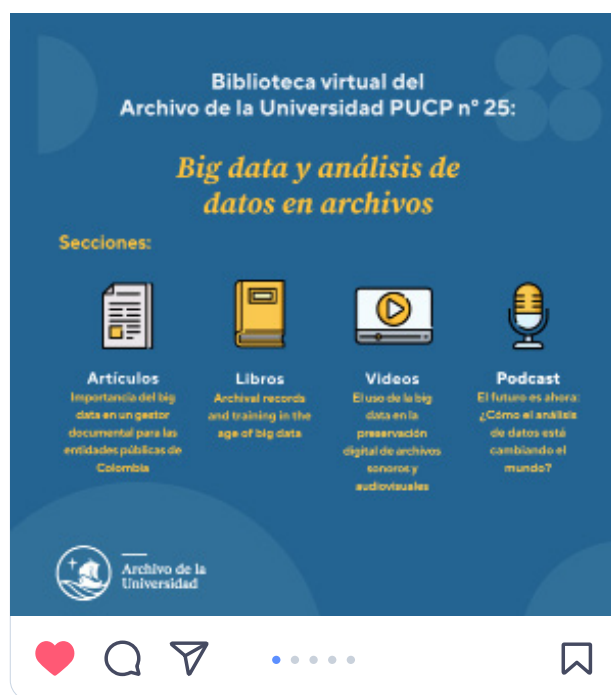 Biblioteca virtual del
Archivo de la Universidad PUCP n° 25:
Big data y análisis de
datos en archivos
Secciones:
Artículos
Importancia del big
data en un gestor
documental para las
entidades públicas de
Colombia
Libros
Archival records
and training in the
age of big data
Videos
El uso de la big
data en la
preservación
digital de archivos
sonoros y
audiovisuales
Podcast
El futuro es ahora:
¿Cómo el análisis
de datos está
cambiando el
mundo?
Archivo de la
Universidad